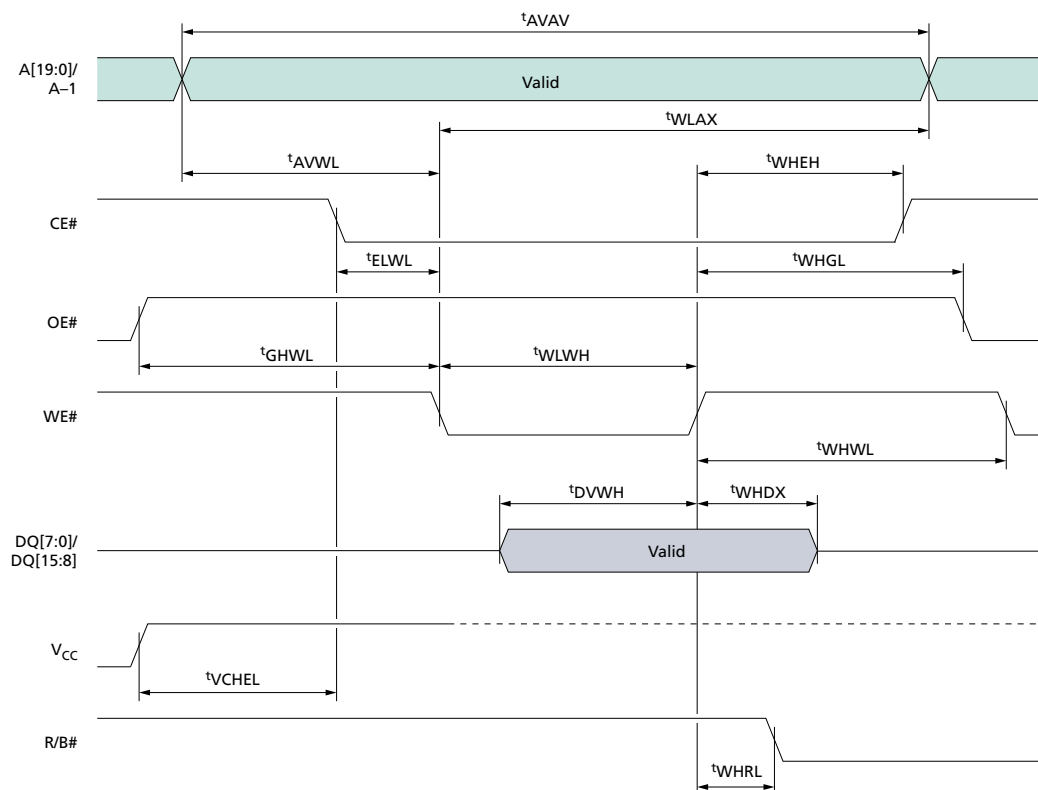 tAVAV
A[19:0]/
A–1
Valid
tWLAX
tAVWL
tWHEH
CE#
tELWL
tWHGL
OE#
tGHWL
tWLWH
WE#
tWHWL
tDVWH
tWHDX
DQ[7:0]/
DQ[15:8]
Valid
VCC
tVCHEL
R/B#
tWHRL